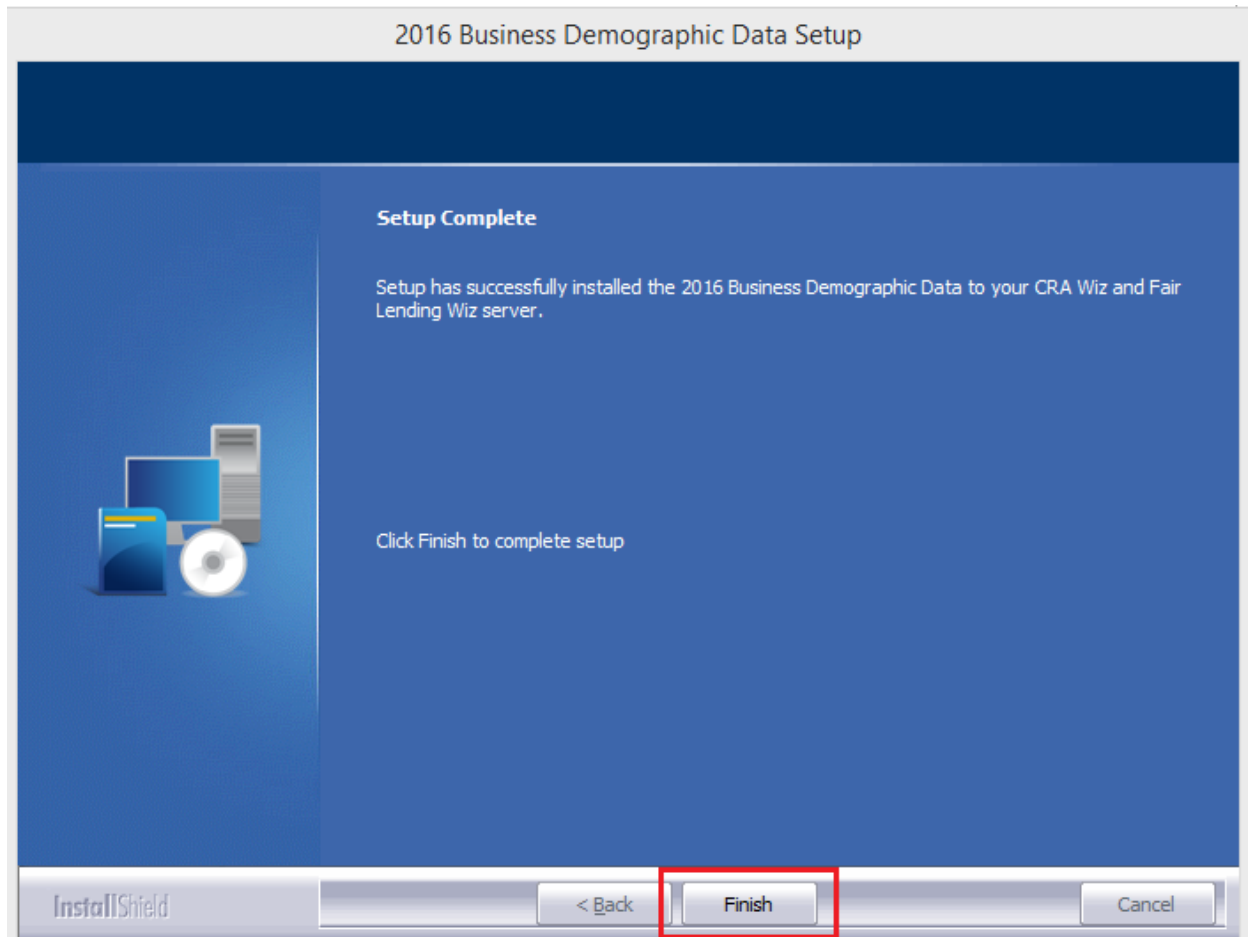 2016 Business Demographic Data Setup
Setup Complete
Setup has successfully installed the 2016 Business Demographic Data to your CRA Wiz and Fair
Lending Wiz server.
Click Finish to complete setup
InstallShield
< Back
Finish
Cancel